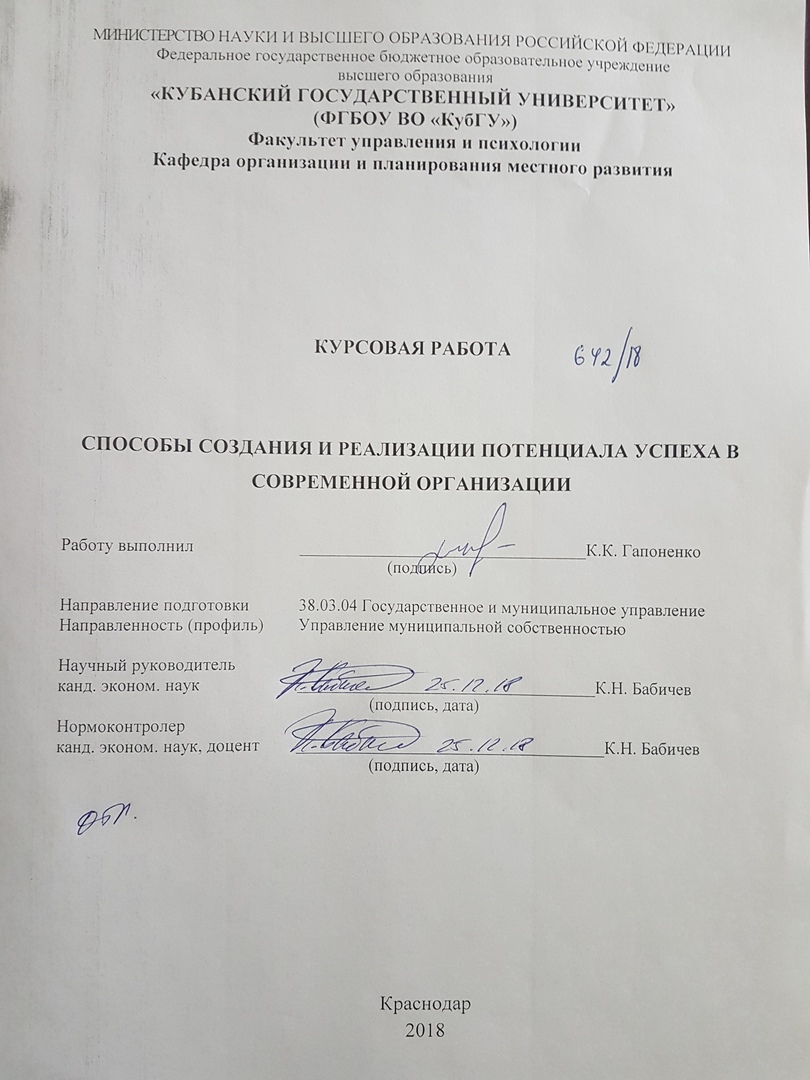 МИНИСТЕРСТВО НАУКИ И ВЫСШЕГО ОБРАЗОВАНИЯ РОССИЙСКОЙ ФЕДЕРАЦИИ
Федеральное государственное бюджетное образовательное учреждение
высшего образования
«КУБАНСКИЙ ГОСУДАРСТВЕННЫЙ УНИВЕРСИТЕТ»
(ФГБОУ ВО «КубГУ»)
Факультет управления и психологии
Кафедра организации и планирования местного развития
КУРСОВАЯ РАБОТА 642/18
СПОСОБЫ СОЗДАНИЯ И РЕАЛИЗАЦИИ ПОТЕНЦИАЛА УСПЕХА В
СОВРЕМЕННОЙ ОРГАНИЗАЦИИ
Работу выполнил К.К. Гапоненко
(подпись)
Направление подготовки 38.03.04 Государственное и муниципальное управление
Направленность (профиль) Управление муниципальной собственностью
Научный руководитель
канд. эконом. наук 25.12.18 К.Н. Бабичев
(подпись, дата)
Нормоконтролер
канд. эконом. наук, доцент 25.12.18 К.Н. Бабичев
(подпись, дата)
Краснодар
2018